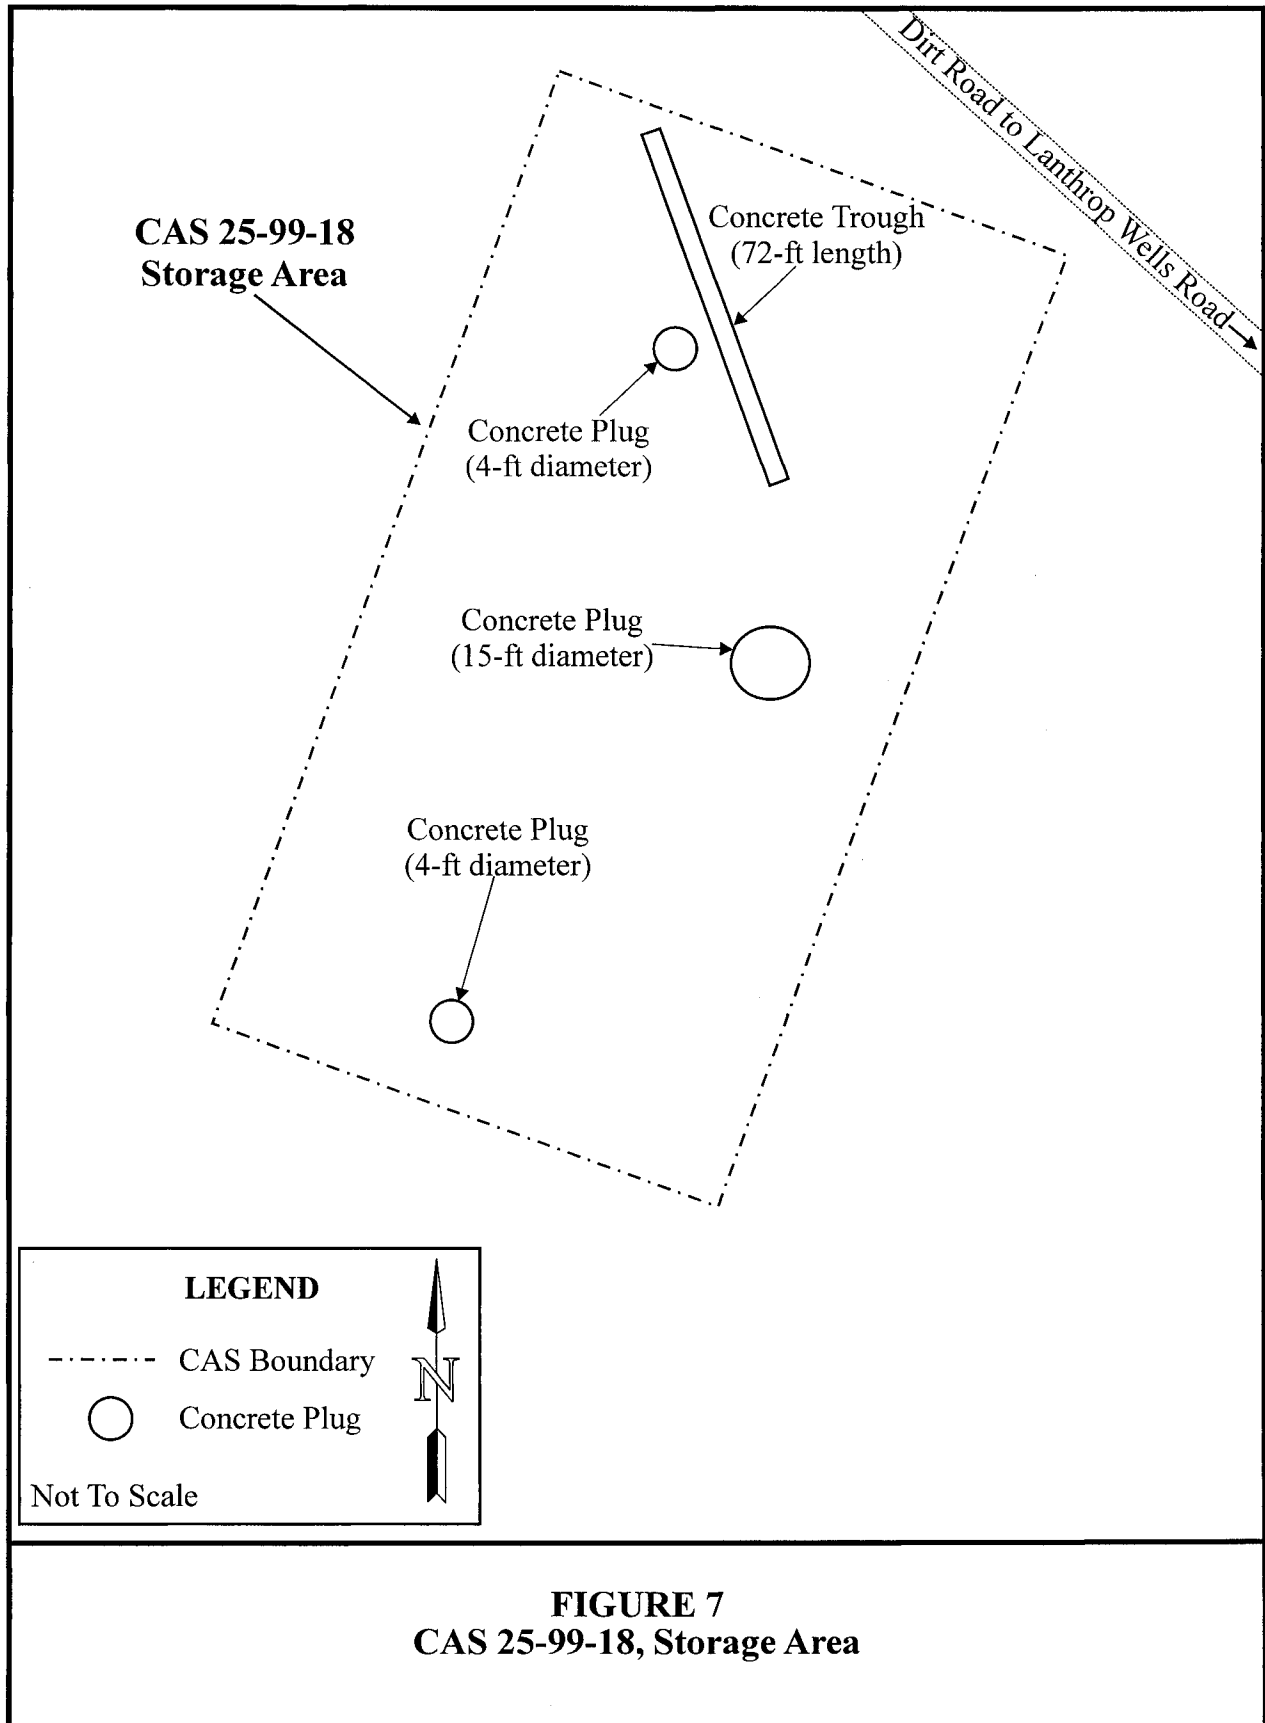 Dirt Road to Lanthrop Wells Road
CAS 25-99-18
Storage Area
Concrete Trough
(72-ft length)
Concrete Plug
(4-ft diameter)
Concrete Plug
(15-ft diameter)
Concrete Plug
(4-ft diameter)
LEGEND
CAS Boundary
Concrete Plug
N
Not To Scale
FIGURE 7
CAS 25-99-18, Storage Area